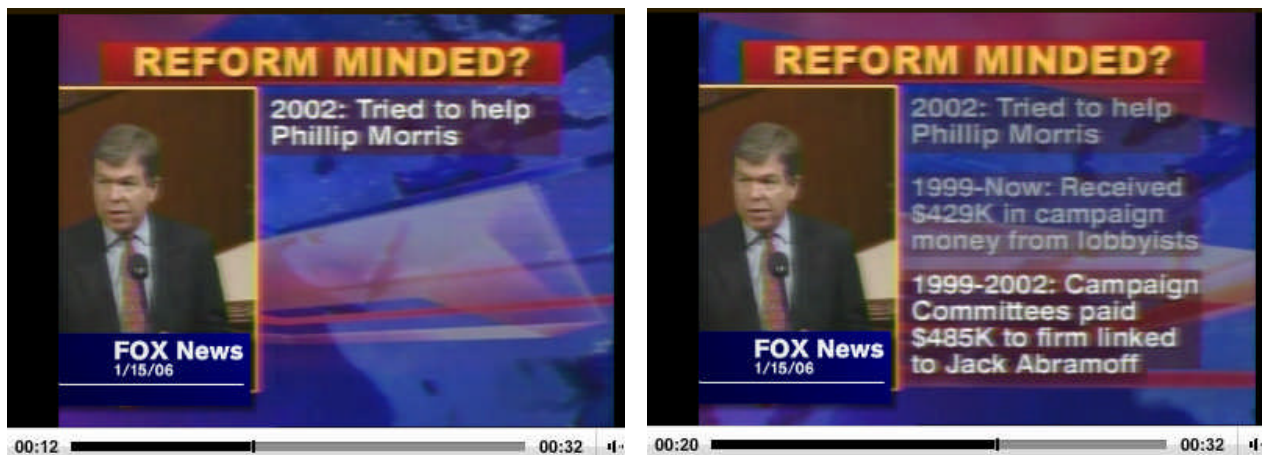 REFORM MINDED?
2002: Tried to help
Phillip Morris
FOX News
1/15/06
00:12
00:32
REFORM MINDED?
2002: Tried to help
Phillip Morris
1999-Now: Received
$429K in campaign
money from lobbyists
1999-2002: Campaign
Committees paid
$485K to firm linked
to Jack Abramoff
FOX News
1/15/06
00:20
00:32